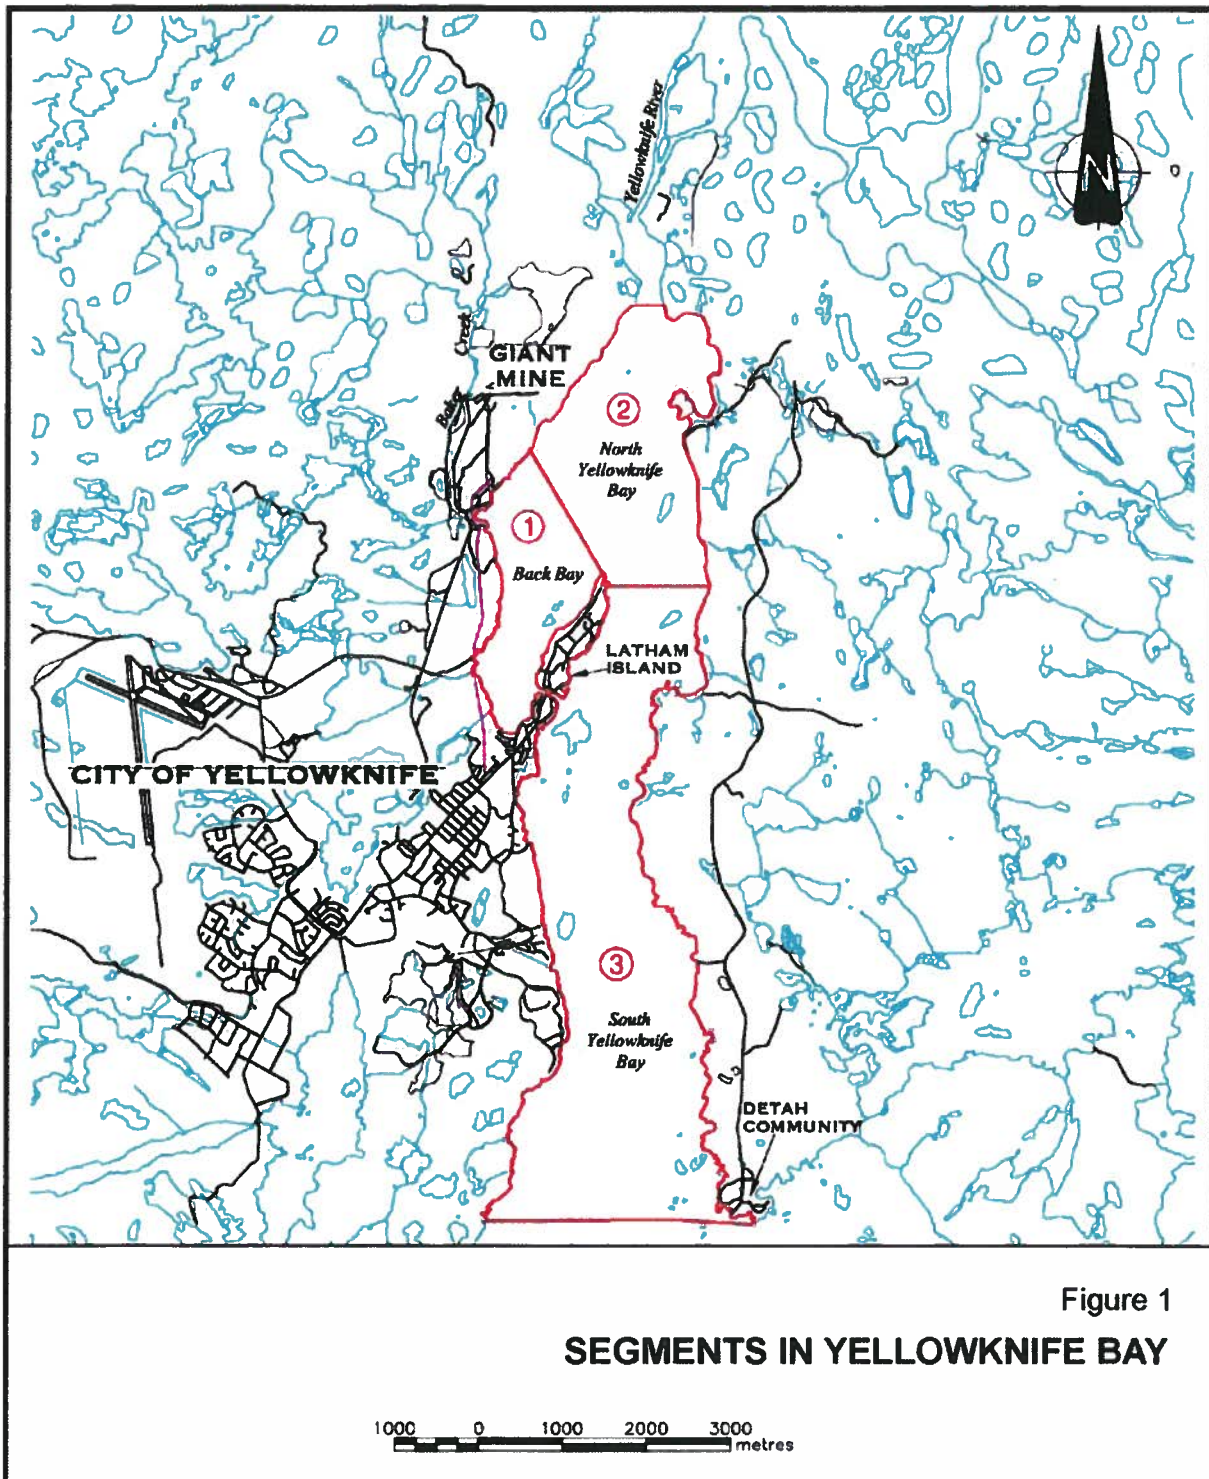 Yellowknife River
N
Baker Creek
GIANT
MINE
2
North
Yellowknife
Bay
1
Back Bay
LATHAM
ISLAND
CITY OF YELLOWKNIFE
3
South
Yellowknife
Bay
DETAH
COMMUNITY
Figure 1
SEGMENTS IN YELLOWKNIFE BAY
1000 0 1000 2000 3000
metres